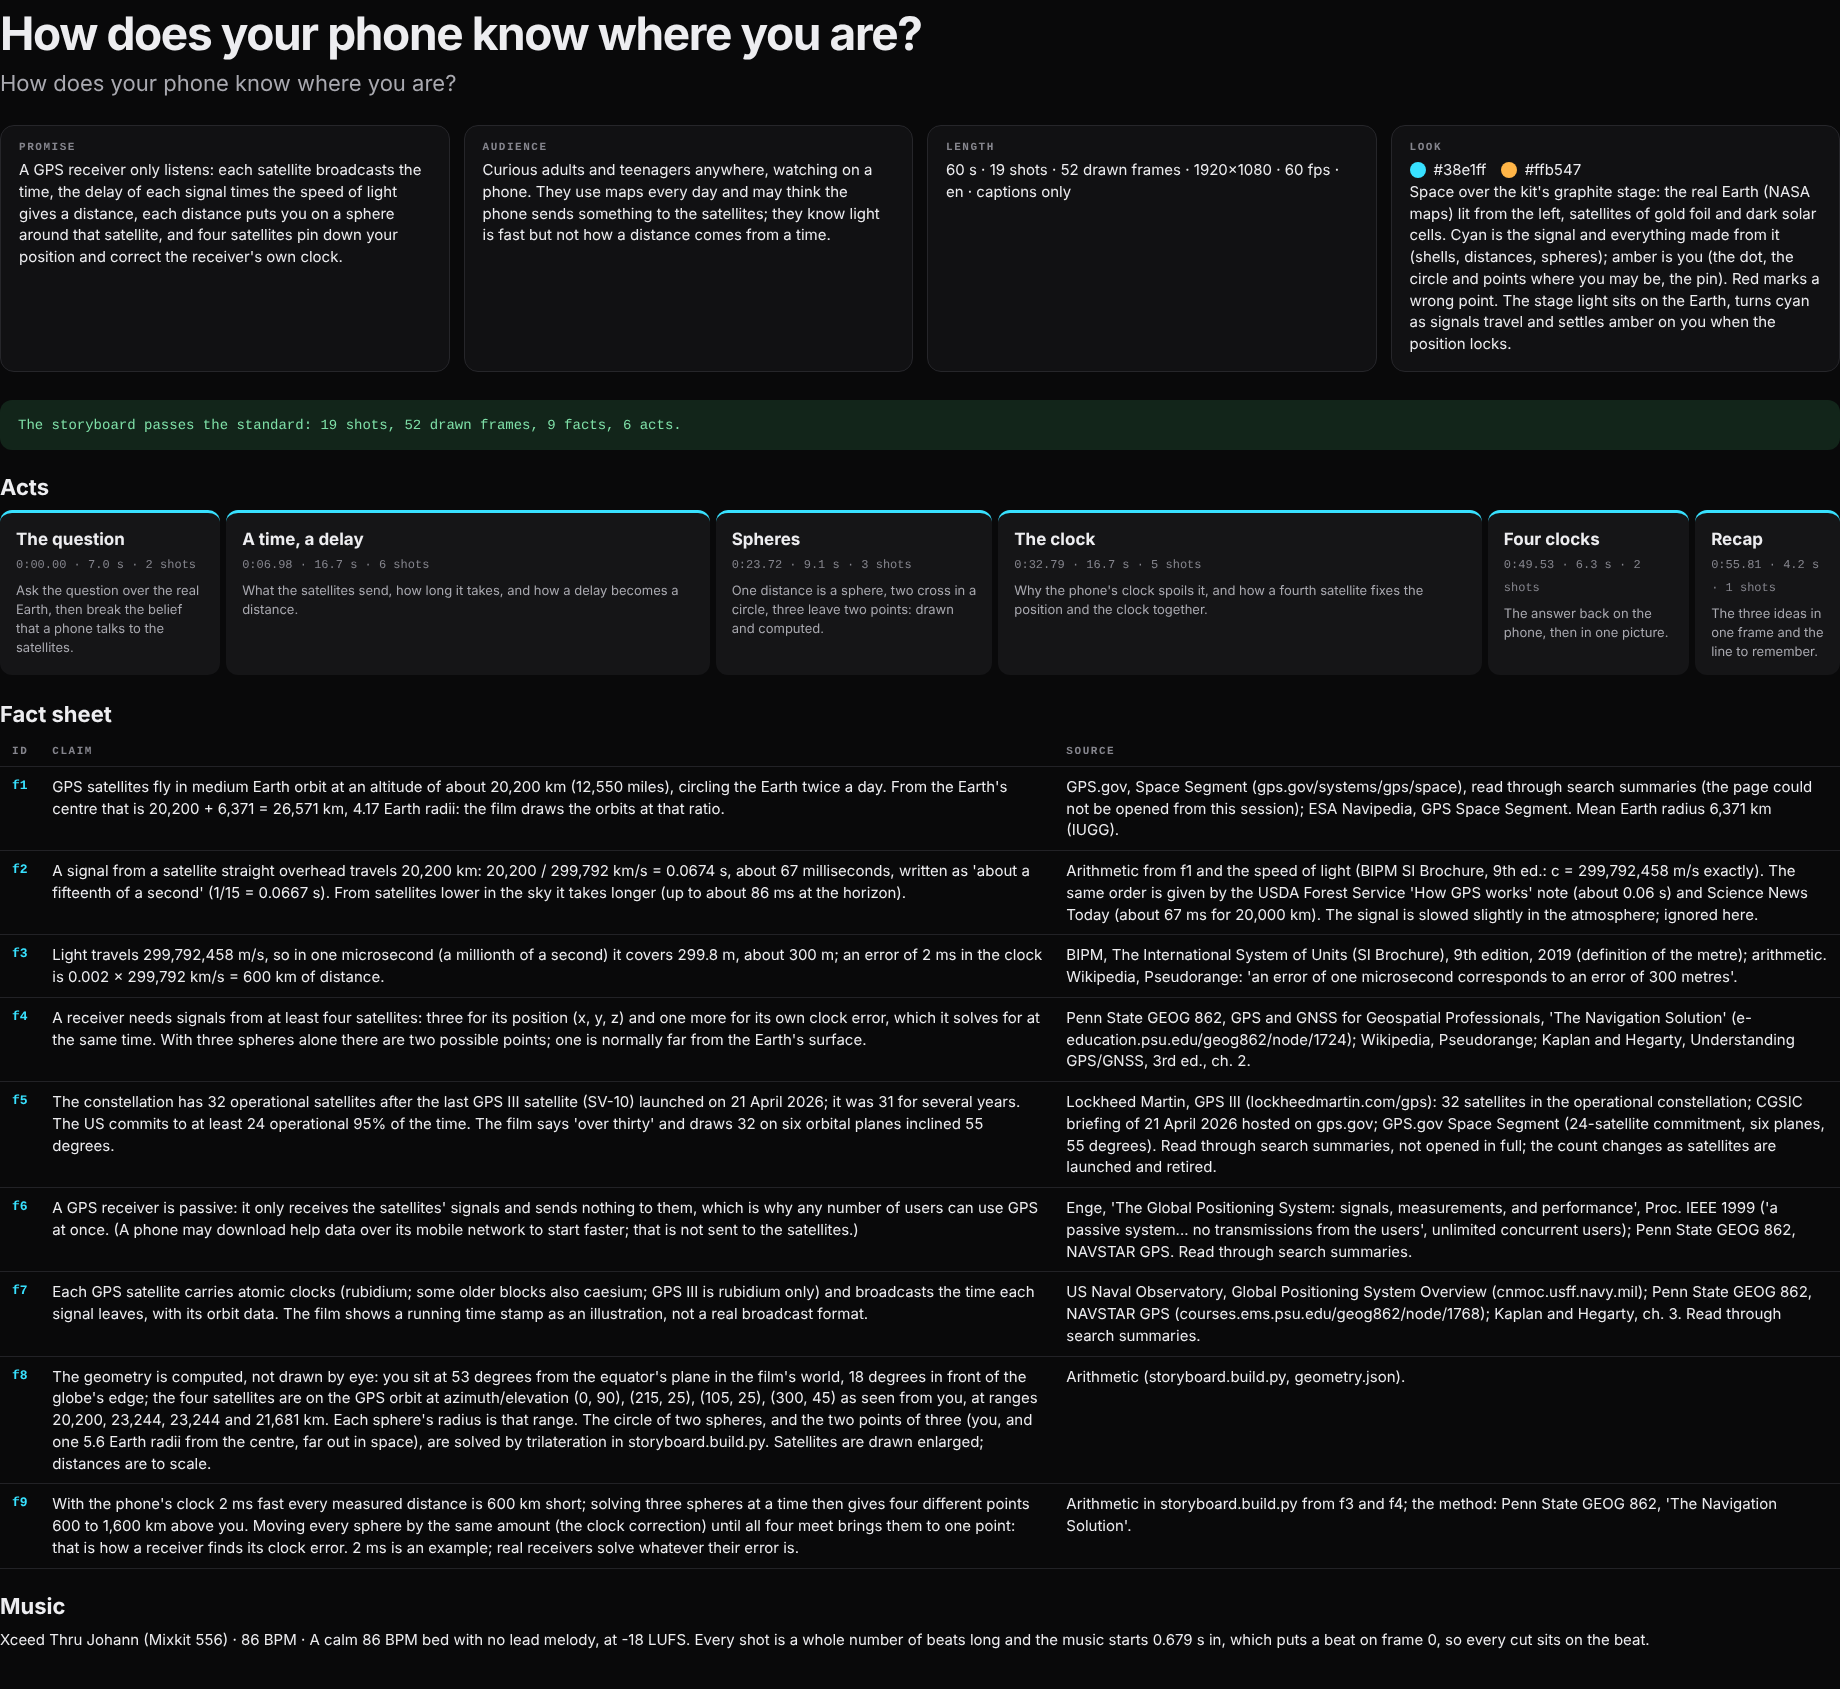 How does your phone know where you are?
How does your phone know where you are?
PROMISE
A GPS receiver only listens: each satellite broadcasts the
time, the delay of each signal times the speed of light
gives a distance, each distance puts you on a sphere
around that satellite, and four satellites pin down your
position and correct the receiver's own clock.
AUDIENCE
Curious adults and teenagers anywhere, watching on a
phone. They use maps every day and may think the
phone sends something to the satellites; they know light
is fast but not how a distance comes from a time.
LENGTH
60 s · 19 shots · 52 drawn frames · 1920×1080 · 60 fps ·
en · captions only
LOOK
#38e1ff #ffb547
Space over the kit's graphite stage: the real Earth (NASA
maps) lit from the left, satellites of gold foil and dark solar
cells. Cyan is the signal and everything made from it
(shells, distances, spheres); amber is you (the dot, the
circle and points where you may be, the pin). Red marks a
wrong point. The stage light sits on the Earth, turns cyan
as signals travel and settles amber on you when the
position locks.
The storyboard passes the standard: 19 shots, 52 drawn frames, 9 facts, 6 acts.
Acts
The question
0:00.00 · 7.0 s · 2 shots
Ask the question over the real
Earth, then break the belief
that a phone talks to the
satellites.
A time, a delay
0:06.98 · 16.7 s · 6 shots
What the satellites send, how long it takes, and how a delay becomes a
distance.
Spheres
0:23.72 · 9.1 s · 3 shots
One distance is a sphere, two cross in a
circle, three leave two points: drawn
and computed.
The clock
0:32.79 · 16.7 s · 5 shots
Why the phone's clock spoils it, and how a fourth satellite fixes the
position and the clock together.
Four clocks
0:49.53 · 6.3 s · 2
shots
The answer back on the
phone, then in one picture.
Recap
0:55.81 · 4.2 s
· 1 shots
The three ideas in
one frame and the
line to remember.
Fact sheet
ID CLAIM SOURCE
f1 GPS satellites fly in medium Earth orbit at an altitude of about 20,200 km (12,550 miles), circling the Earth twice a day. From the Earth's
centre that is 20,200 + 6,371 = 26,571 km, 4.17 Earth radii: the film draws the orbits at that ratio.
GPS.gov, Space Segment (gps.gov/systems/gps/space), read through search summaries (the page could
not be opened from this session); ESA Navipedia, GPS Space Segment. Mean Earth radius 6,371 km
(IUGG).
f2 A signal from a satellite straight overhead travels 20,200 km: 20,200 / 299,792 km/s = 0.0674 s, about 67 milliseconds, written as 'about a
fifteenth of a second' (1/15 = 0.0667 s). From satellites lower in the sky it takes longer (up to about 86 ms at the horizon).
Arithmetic from f1 and the speed of light (BIPM SI Brochure, 9th ed.: c = 299,792,458 m/s exactly). The
same order is given by the USDA Forest Service 'How GPS works' note (about 0.06 s) and Science News
Today (about 67 ms for 20,000 km). The signal is slowed slightly in the atmosphere; ignored here.
f3 Light travels 299,792,458 m/s, so in one microsecond (a millionth of a second) it covers 299.8 m, about 300 m; an error of 2 ms in the clock
is 0.002 × 299,792 km/s = 600 km of distance.
BIPM, The International System of Units (SI Brochure), 9th edition, 2019 (definition of the metre); arithmetic.
Wikipedia, Pseudorange: 'an error of one microsecond corresponds to an error of 300 metres'.
f4 A receiver needs signals from at least four satellites: three for its position (x, y, z) and one more for its own clock error, which it solves for at
the same time. With three spheres alone there are two possible points; one is normally far from the Earth's surface.
Penn State GEOG 862, GPS and GNSS for Geospatial Professionals, 'The Navigation Solution' (e-
education.psu.edu/geog862/node/1724); Wikipedia, Pseudorange; Kaplan and Hegarty, Understanding
GPS/GNSS, 3rd ed., ch. 2.
f5 The constellation has 32 operational satellites after the last GPS III satellite (SV-10) launched on 21 April 2026; it was 31 for several years.
The US commits to at least 24 operational 95% of the time. The film says 'over thirty' and draws 32 on six orbital planes inclined 55
degrees.
Lockheed Martin, GPS III (lockheedmartin.com/gps): 32 satellites in the operational constellation; CGSIC
briefing of 21 April 2026 hosted on gps.gov; GPS.gov Space Segment (24-satellite commitment, six planes,
55 degrees). Read through search summaries, not opened in full; the count changes as satellites are
launched and retired.
f6 A GPS receiver is passive: it only receives the satellites' signals and sends nothing to them, which is why any number of users can use GPS
at once. (A phone may download help data over its mobile network to start faster; that is not sent to the satellites.)
Enge, 'The Global Positioning System: signals, measurements, and performance', Proc. IEEE 1999 ('a
passive system... no transmissions from the users', unlimited concurrent users); Penn State GEOG 862,
NAVSTAR GPS. Read through search summaries.
f7 Each GPS satellite carries atomic clocks (rubidium; some older blocks also caesium; GPS III is rubidium only) and broadcasts the time each
signal leaves, with its orbit data. The film shows a running time stamp as an illustration, not a real broadcast format.
US Naval Observatory, Global Positioning System Overview (cnmoc.usff.navy.mil); Penn State GEOG 862,
NAVSTAR GPS (courses.ems.psu.edu/geog862/node/1768); Kaplan and Hegarty, ch. 3. Read through
search summaries.
f8 The geometry is computed, not drawn by eye: you sit at 53 degrees from the equator's plane in the film's world, 18 degrees in front of the
globe's edge; the four satellites are on the GPS orbit at azimuth/elevation (0, 90), (215, 25), (105, 25), (300, 45) as seen from you, at ranges
20,200, 23,244, 23,244 and 21,681 km. Each sphere's radius is that range. The circle of two spheres, and the two points of three (you, and
one 5.6 Earth radii from the centre, far out in space), are solved by trilateration in storyboard.build.py. Satellites are drawn enlarged;
distances are to scale.
Arithmetic (storyboard.build.py, geometry.json).
f9 With the phone's clock 2 ms fast every measured distance is 600 km short; solving three spheres at a time then gives four different points
600 to 1,600 km above you. Moving every sphere by the same amount (the clock correction) until all four meet brings them to one point:
that is how a receiver finds its clock error. 2 ms is an example; real receivers solve whatever their error is.
Arithmetic in storyboard.build.py from f3 and f4; the method: Penn State GEOG 862, 'The Navigation
Solution'.
Music
Xceed Thru Johann (Mixkit 556) · 86 BPM · A calm 86 BPM bed with no lead melody, at -18 LUFS. Every shot is a whole number of beats long and the music starts 0.679 s in, which puts a beat on frame 0, so every cut sits on the beat.